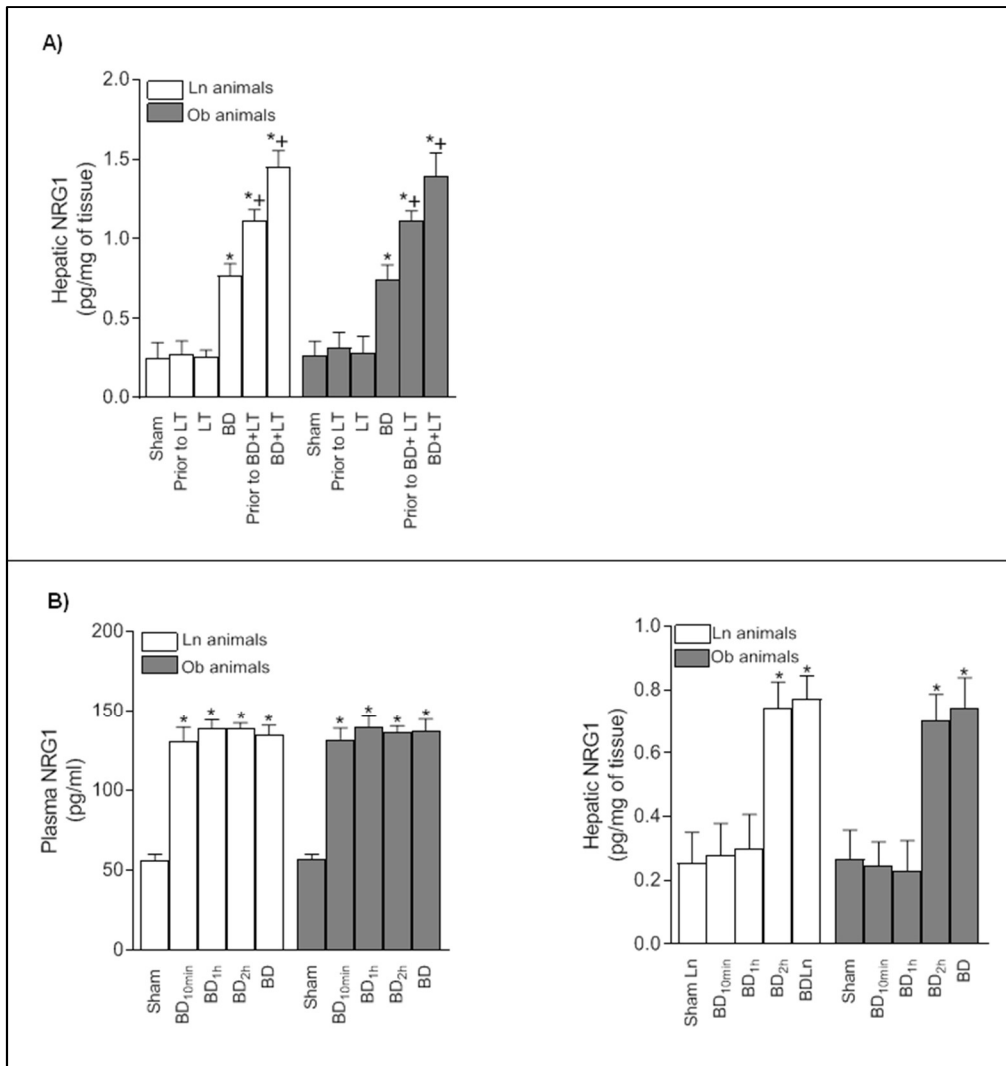 A)
Ln animals
Ob animals
Hepatic NRG1
(pg/mg of tissue)
2.0
1.5
1.0
0.5
0.0
*
*+
*+
*
*+
*+
Sham
Prior to LT
LT
BD
Prior to BD+LT
BD+LT
Sham
Prior to LT
LT
BD
Prior to BD+ LT
BD+LT
B)
Ln animals
Ob animals
Plasma NRG1
(pg/ml)
200
150
100
50
0
* * * *
* * * *
Sham
BD10min
BD1h
BD2h
BD
Sham
BD10min
BD1h
BD2h
BD
Ln animals
Ob animals
Hepatic NRG1
(pg/mg of tissue)
1.0
0.8
0.6
0.4
0.2
0.0
* *
* *
Sham Ln
BD10min
BD1h
BD2h
BDLn
Sham
BD10min
BD1h
BD2h
BD